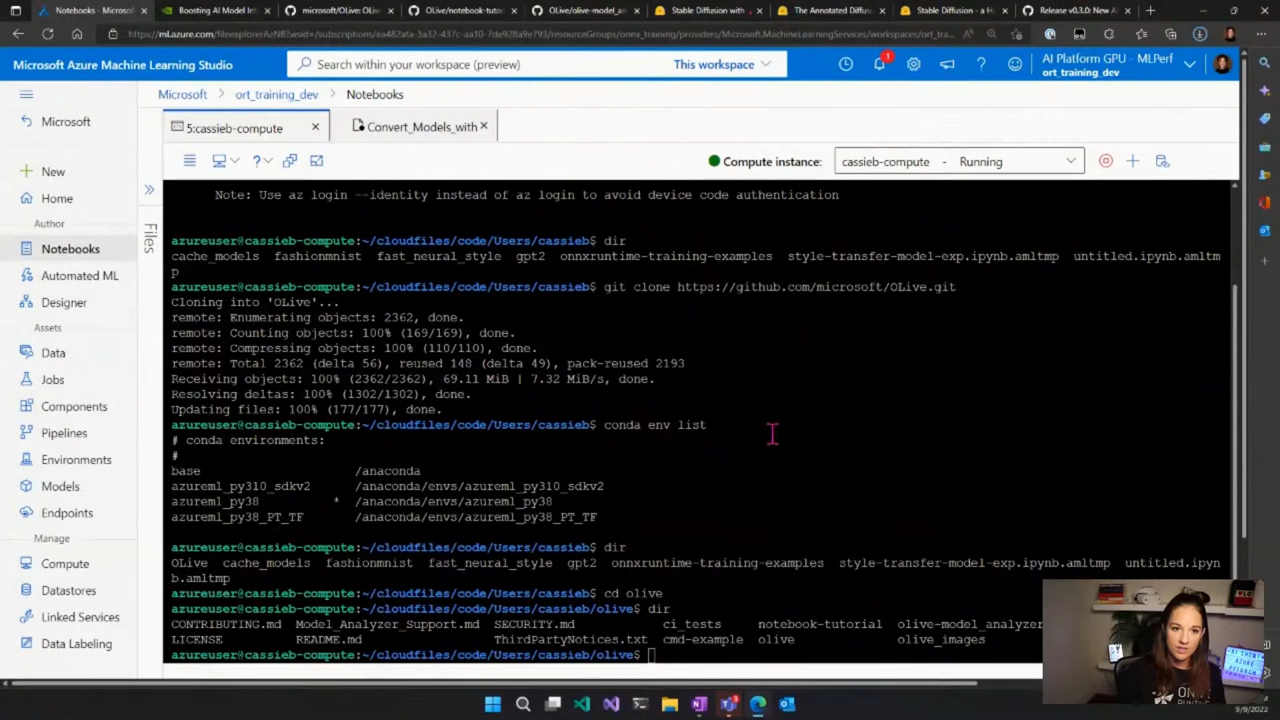 Notebooks - Microso
Boosting AI Model Inf
microsoft/OLive: OLive
OLive/notebook-tutor
OLive/olive-model_an
Stable Diffusion with
The Annotated Diffus
Stable Diffusion - a H
Release v0.3.0: New A
Microsoft Azure Machine Learning Studio
Search within your workspace (preview)
This workspace
1
AI Platform GPU - MLPerf
ort_training_dev
Microsoft
Microsoft
ort_training_dev
Notebooks
5:cassieb-compute
Convert_Models_with
Compute instance:
cassieb-compute - Running
New
Home
Author
Notebooks
Automated ML
Designer
Assets
Data
Jobs
Components
Pipelines
Environments
Models
Endpoints
Manage
Compute
Datastores
Linked Services
Data Labeling
Files
Note: Use az login --identity instead of az login to avoid device code authentication
azureuser@cassieb-compute:~/cloudfiles/code/Users/cassieb$ dir
cache_models fashionmnist fast_neural_style gpt2 onnxruntime-training-examples style-transfer-model-exp.ipynb.amltmp untitled.ipynb.amltm
p
azureuser@cassieb-compute:~/cloudfiles/code/Users/cassieb$ git clone https://github.com/microsoft/OLive.git
Cloning into 'OLive'...
remote: Enumerating objects: 2362, done.
remote: Counting objects: 100% (169/169), done.
remote: Compressing objects: 100% (110/110), done.
remote: Total 2362 (delta 56), reused 148 (delta 49), pack-reused 2193
Receiving objects: 100% (2362/2362), 69.11 MiB | 7.32 MiB/s, done.
Resolving deltas: 100% (1302/1302), done.
Updating files: 100% (177/177), done.
azureuser@cassieb-compute:~/cloudfiles/code/Users/cassieb$ conda env list
# conda environments:
#
base /anaconda
azureml_py310_sdkv2 /anaconda/envs/azureml_py310_sdkv2
azureml_py38 * /anaconda/envs/azureml_py38
azureml_py38_PT_TF /anaconda/envs/azureml_py38_PT_TF
azureuser@cassieb-compute:~/cloudfiles/code/Users/cassieb$ dir
OLive cache_models fashionmnist fast_neural_style gpt2 onnxruntime-training-examples style-transfer-model-exp.ipynb.amltmp untitled.ipyn
b.amltmp
azureuser@cassieb-compute:~/cloudfiles/code/Users/cassieb$ cd olive
azureuser@cassieb-compute:~/cloudfiles/code/Users/cassieb/olive$ dir
CONTRIBUTING.md Model_Analyzer_Support.md SECURITY.md ci_tests notebook-tutorial olive-model_analyzer
LICENSE README.md ThirdPartyNotices.txt cmd-example olive olive_images
azureuser@cassieb-compute:~/cloudfiles/code/Users/cassieb/olive$
9/9/2022